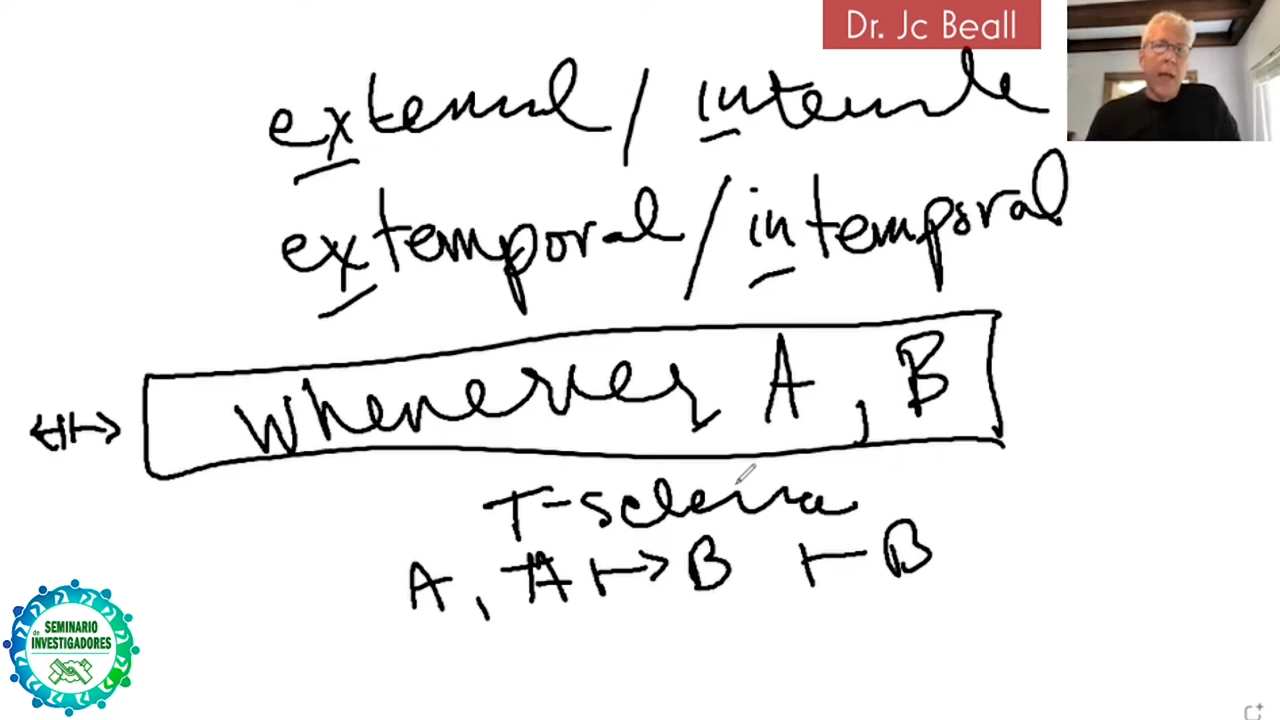 Dr. Jc Beall
external / internal
extemporal / intemporal
whenever A, B
T-schema
A, A ↦ B ⊢ B
SEMINARIO
de
INVESTIGADORES